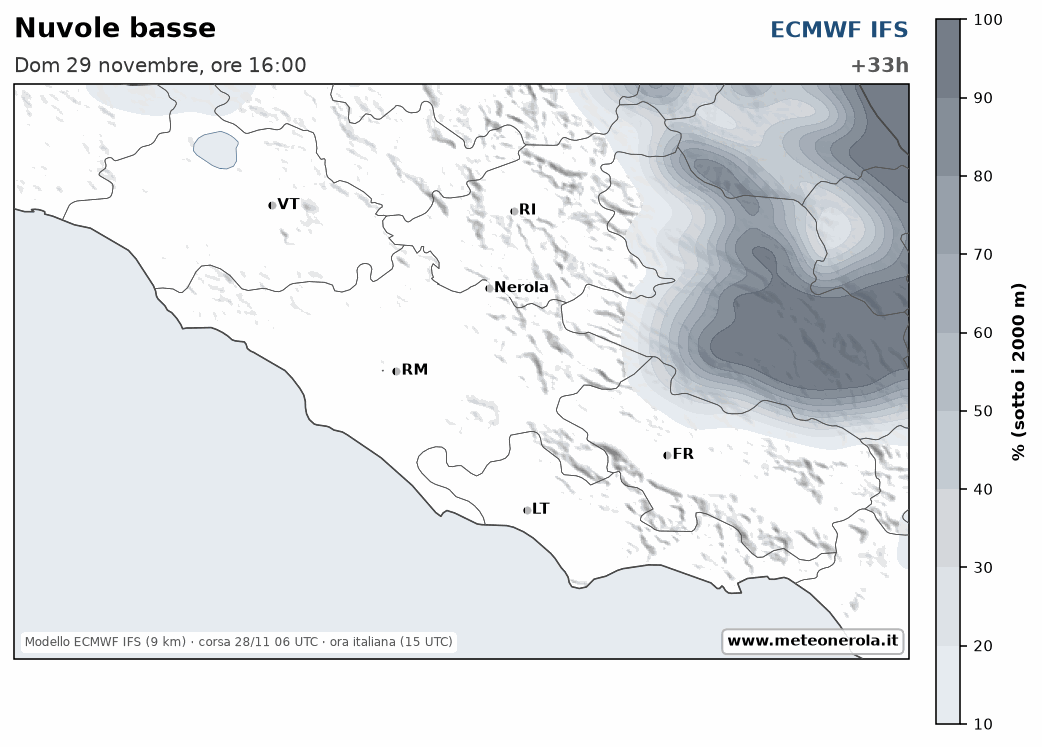 Nuvole basse
ECMWF IFS
Dom 29 novembre, ore 16:00
+33h
VT
RI
Nerola
RM
FR
LT
Modello ECMWF IFS (9 km) · corsa 28/11 06 UTC · ora italiana (15 UTC)
www.meteonerola.it
100
90
80
70
60
50
40
30
20
10
% (sotto i 2000 m)